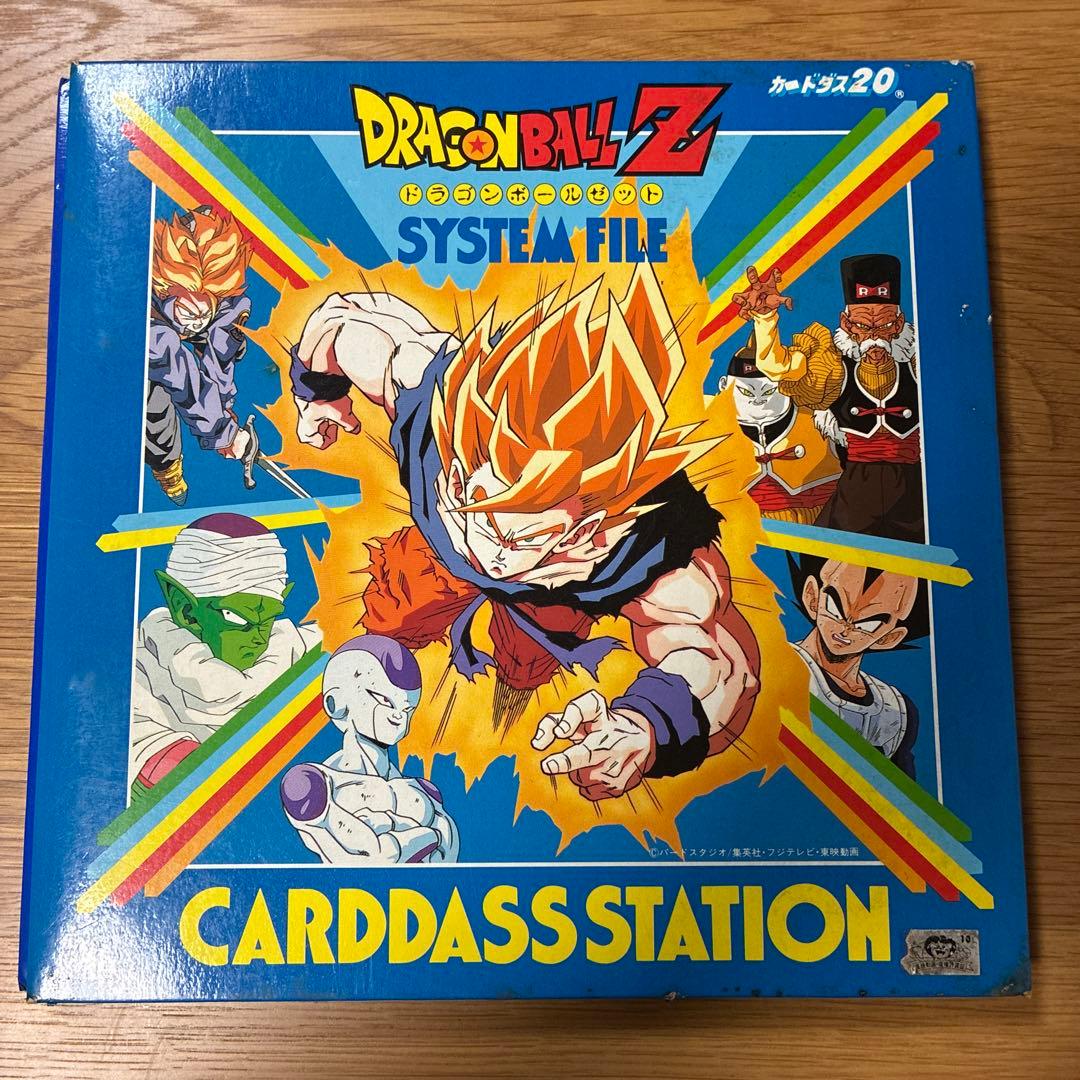 カードダス20®
DRAGONBALL Z
ドラゴンボールゼット
SYSTEM FILE
RR
R
©バードスタジオ/集英社・フジテレビ・東映動画
CARDDASS STATION
10